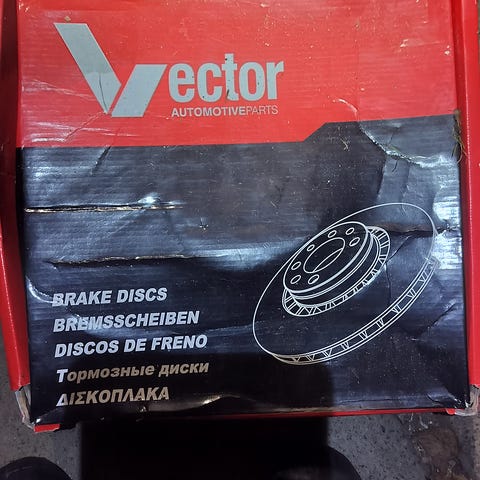 Vector
AUTOMOTIVEPARTS
BRAKE DISCS
BREMSSCHEIBEN
DISCOS DE FRENO
Тормозные диски
ΔΙΣΚΟΠΛΑΚΑ